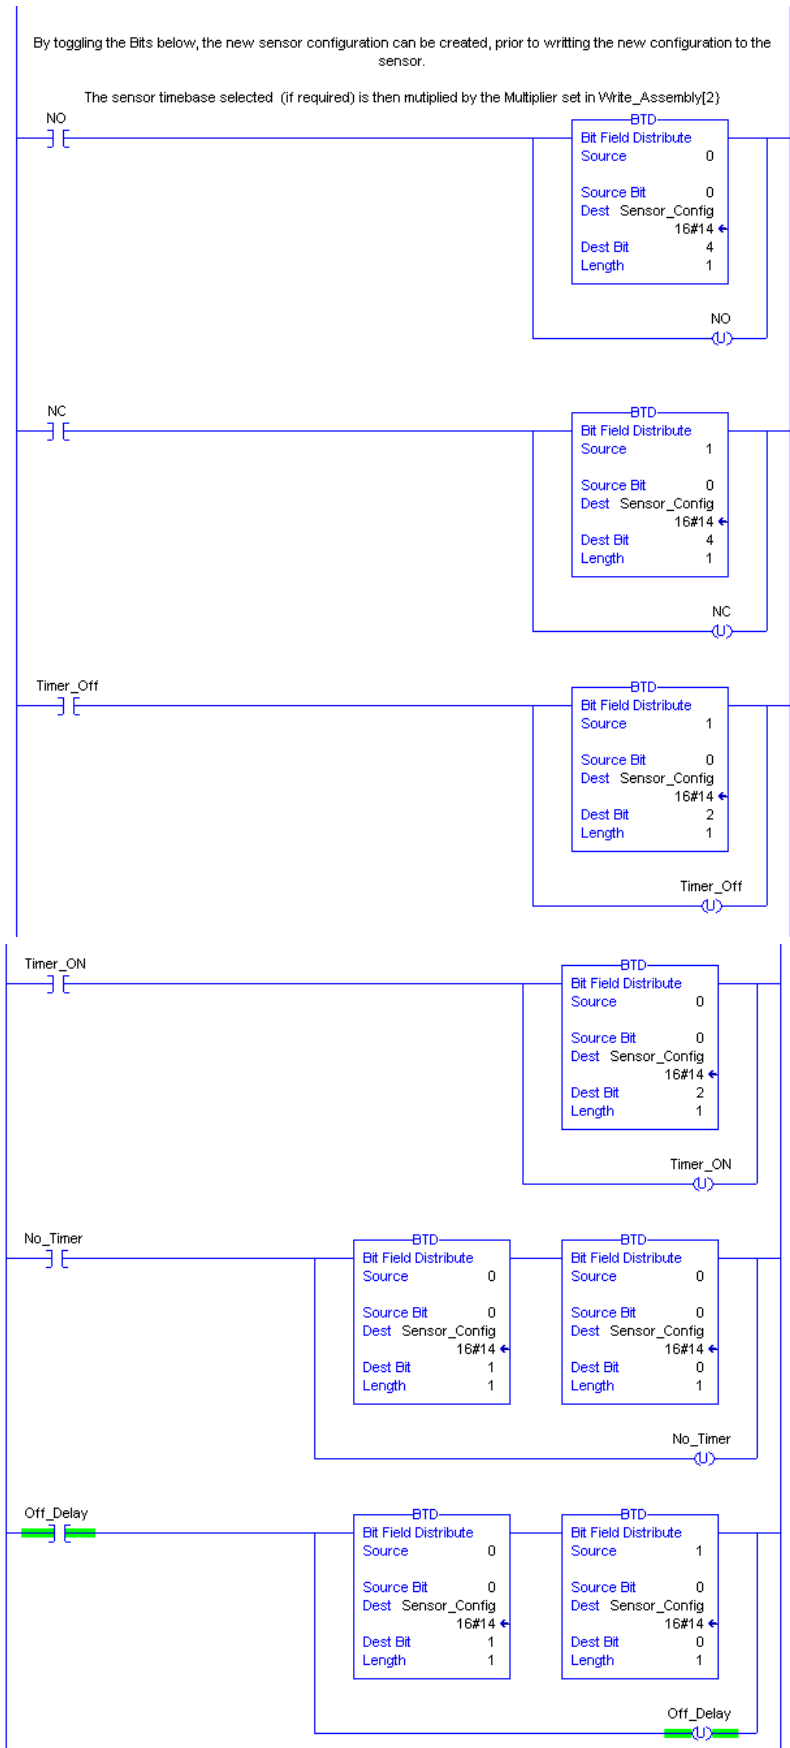 By toggling the Bits below, the new sensor configuration can be created, prior to writting the new configuration to the
sensor.
The sensor timebase selected (if required) is then mutiplied by the Multiplier set in Write_Assembly[2}
NO
BTD
Bit Field Distribute
Source 0
Source Bit 0
Dest Sensor_Config
16#14
Dest Bit 4
Length 1
NO
U
NC
BTD
Bit Field Distribute
Source 1
Source Bit 0
Dest Sensor_Config
16#14
Dest Bit 4
Length 1
NC
U
Timer_Off
BTD
Bit Field Distribute
Source 1
Source Bit 0
Dest Sensor_Config
16#14
Dest Bit 2
Length 1
Timer_Off
U
Timer_ON
BTD
Bit Field Distribute
Source 0
Source Bit 0
Dest Sensor_Config
16#14
Dest Bit 2
Length 1
Timer_ON
U
No_Timer
BTD
Bit Field Distribute
Source 0
Source Bit 0
Dest Sensor_Config
16#14
Dest Bit 1
Length 1
BTD
Bit Field Distribute
Source 0
Source Bit 0
Dest Sensor_Config
16#14
Dest Bit 0
Length 1
No_Timer
U
Off_Delay
BTD
Bit Field Distribute
Source 0
Source Bit 0
Dest Sensor_Config
16#14
Dest Bit 1
Length 1
BTD
Bit Field Distribute
Source 1
Source Bit 0
Dest Sensor_Config
16#14
Dest Bit 0
Length 1
Off_Delay
U